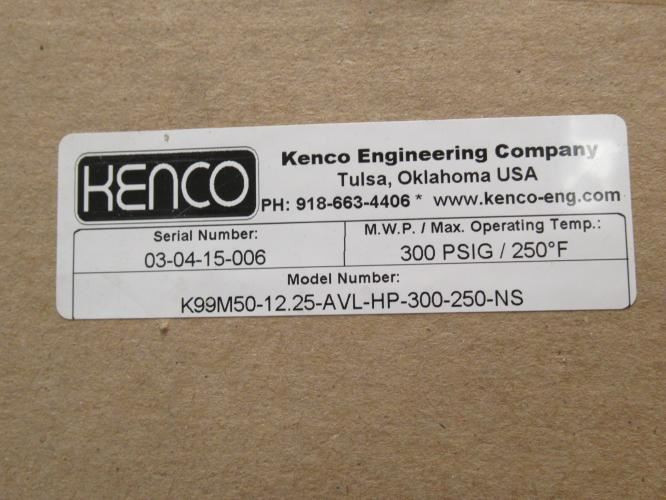 KENCO
Kenco Engineering Company
Tulsa, Oklahoma USA
PH: 918-663-4406 * www.kenco-eng.com
Serial Number:
03-04-15-006
M.W.P. / Max. Operating Temp.:
300 PSIG / 250°F
Model Number:
K99M50-12.25-AVL-HP-300-250-NS